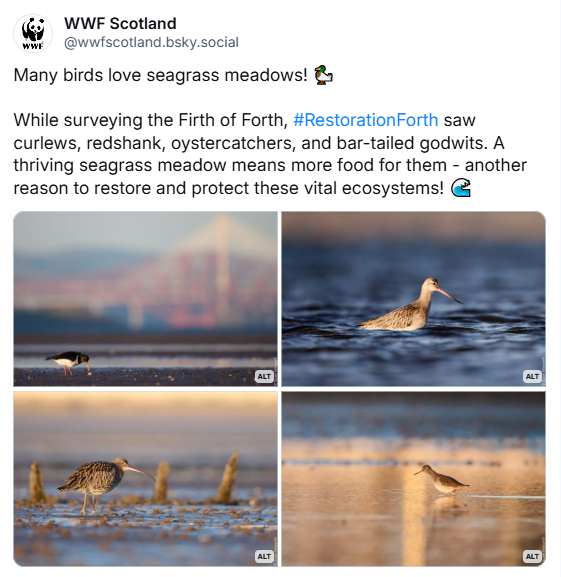 WWF
WWF Scotland
@wwfscotland.bsky.social
Many birds love seagrass meadows! 🦆
While surveying the Firth of Forth, #RestorationForth saw
curlews, redshank, oystercatchers, and bar-tailed godwits. A
thriving seagrass meadow means more food for them - another
reason to restore and protect these vital ecosystems! 🌊
ALT
ALT
ALT
ALT